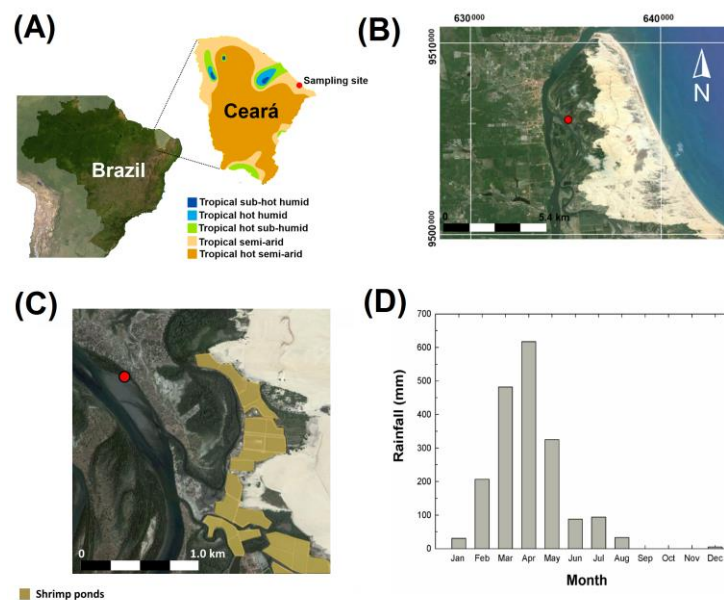 (A)
Sampling site
Ceará
Brazil
Tropical sub-hot humid
Tropical hot humid
Tropical hot sub-humid
Tropical semi-arid
Tropical hot semi-arid
(B)
630000 640000
9510000
N
9500000
0 5.4 km
(C)
0 1.0 km
Shrimp ponds
(D)
700
600
500
400
300
200
100
0
Rainfall (mm)
Jan Feb Mar Apr May Jun Jul Aug Sep Oct Nov Dec
Month